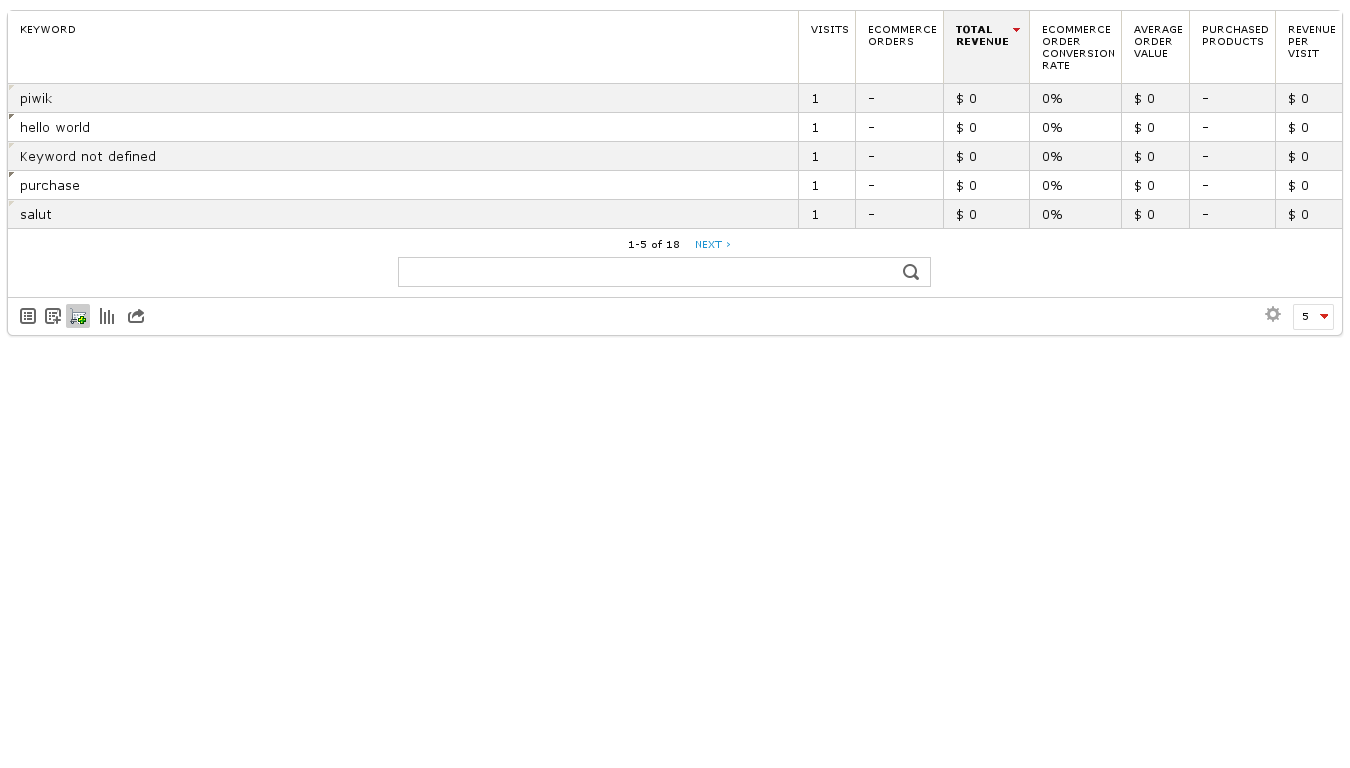 KEYWORD VISITS ECOMMERCE ORDERS TOTAL REVENUE ECOMMERCE ORDER CONVERSION RATE AVERAGE ORDER VALUE PURCHASED PRODUCTS REVENUE PER VISIT
piwik 1 - $ 0 0% $ 0 - $ 0
hello world 1 - $ 0 0% $ 0 - $ 0
Keyword not defined 1 - $ 0 0% $ 0 - $ 0
purchase 1 - $ 0 0% $ 0 - $ 0
salut 1 - $ 0 0% $ 0 - $ 0
1-5 of 18 NEXT ›
5